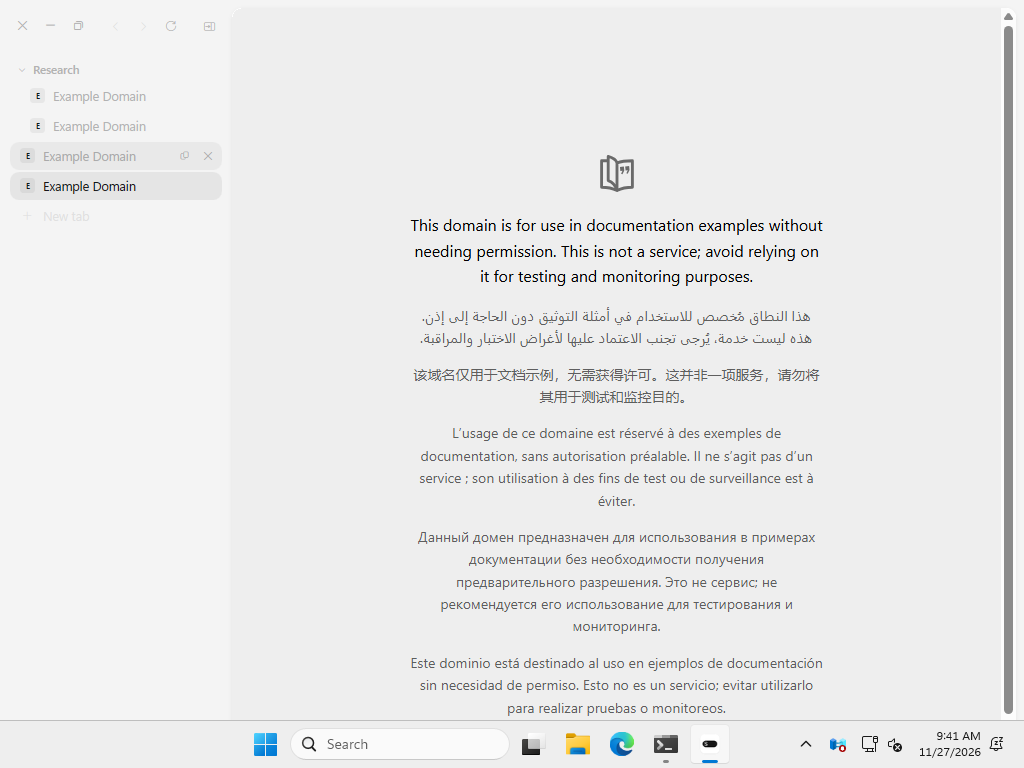 Research
E Example Domain
E Example Domain
E Example Domain
E Example Domain
New tab
This domain is for use in documentation examples without
needing permission. This is not a service; avoid relying on
it for testing and monitoring purposes.
هذا النطاق مُخصص للاستخدام في أمثلة التوثيق دون الحاجة إلى إذن.
هذه ليست خدمة، يُرجى تجنب الاعتماد عليها لأغراض الاختبار والمراقبة.
该域名仅用于文档示例，无需获得许可。这并非一项服务，请勿将
其用于测试和监控目的。
L’usage de ce domaine est réservé à des exemples de
documentation, sans autorisation préalable. Il ne s’agit pas d’un
service ; son utilisation à des fins de test ou de surveillance est à
éviter.
Данный домен предназначен для использования в примерах
документации без необходимости получения
предварительного разрешения. Это не сервис; не
рекомендуется его использование для тестирования и
мониторинга.
Este dominio está destinado al uso en ejemplos de documentación
sin necesidad de permiso. Esto no es un servicio; evitar utilizarlo
para realizar pruebas o monitoreos.
Search
9:41 AM
11/27/2026